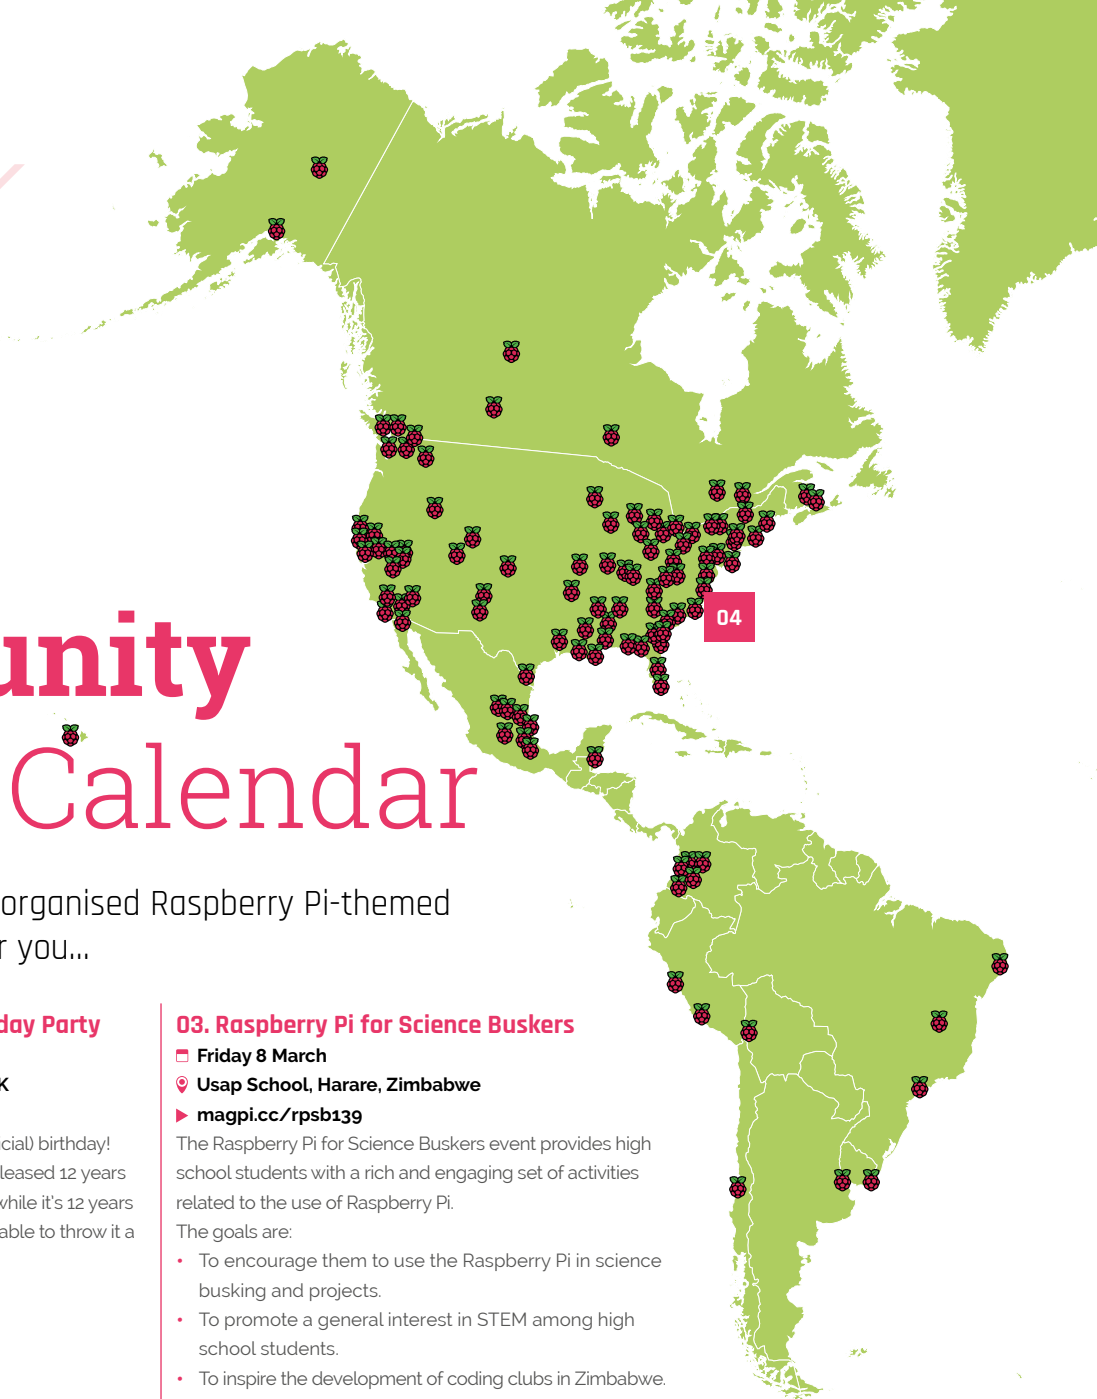 04
unity
Calendar
organised Raspberry Pi-themed
r you...
day Party
K
icial) birthday!
leased 12 years
while it's 12 years
able to throw it a
03. Raspberry Pi for Science Buskers
Friday 8 March
Usap School, Harare, Zimbabwe
magpi.cc/rpsb139
The Raspberry Pi for Science Buskers event provides high
school students with a rich and engaging set of activities
related to the use of Raspberry Pi.
The goals are:
• To encourage them to use the Raspberry Pi in science
busking and projects.
• To promote a general interest in STEM among high
school students.
• To inspire the development of coding clubs in Zimbabwe.